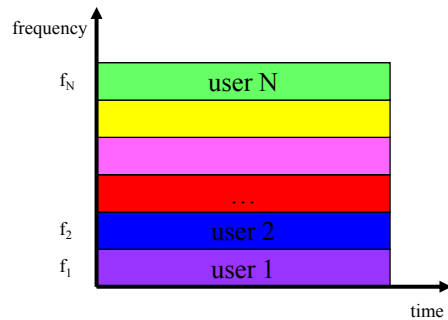 frequency
f_N user N
...
f_2 user 2
f_1 user 1
time